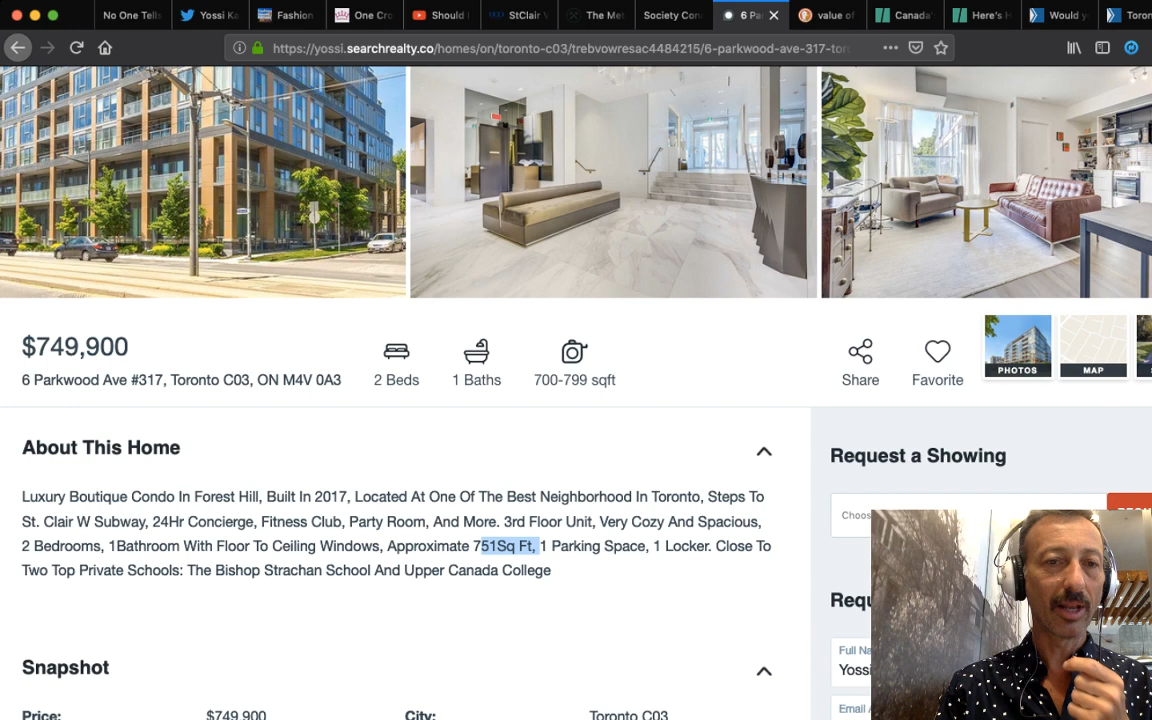 No One Tells
Yossi Ka
Fashion
One Cro
Should
StClair
The Met
Society Con
6 Pa
value of
Canada'
Here's H
Would y
Toron
https://yossi.searchrealty.co/homes/on/toronto-c03/trebvowresac4484215/6-parkwood-ave-317-tor
$749,900
6 Parkwood Ave #317, Toronto C03, ON M4V 0A3
2 Beds
1 Baths
700-799 sqft
Share
Favorite
PHOTOS
MAP
About This Home
Luxury Boutique Condo In Forest Hill, Built In 2017, Located At One Of The Best Neighborhood In Toronto, Steps To
St. Clair W Subway, 24Hr Concierge, Fitness Club, Party Room, And More. 3rd Floor Unit, Very Cozy And Spacious,
2 Bedrooms, 1Bathroom With Floor To Ceiling Windows, Approximate 751Sq Ft, 1 Parking Space, 1 Locker. Close To
Two Top Private Schools: The Bishop Strachan School And Upper Canada College
Request a Showing
Choos
Requ
Full Na
Yossi
Email
Snapshot
Price:
$749,900
City:
Toronto C03